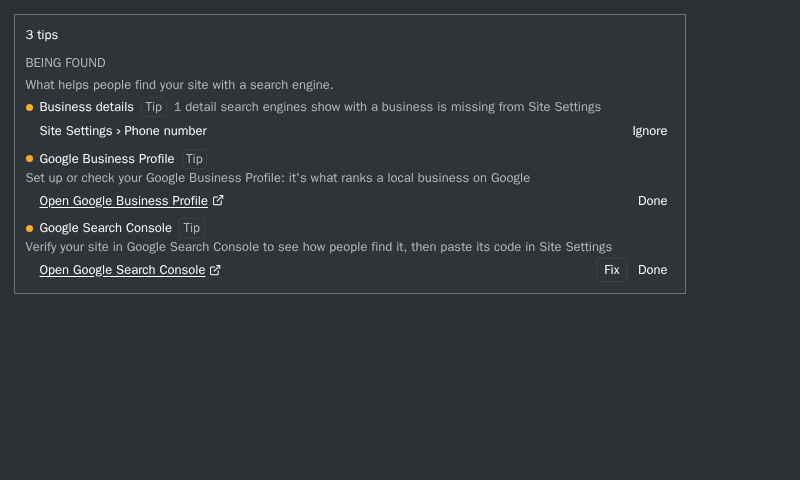 3 tips
BEING FOUND
What helps people find your site with a search engine.
Business details Tip 1 detail search engines show with a business is missing from Site Settings
Site Settings › Phone number Ignore
Google Business Profile Tip
Set up or check your Google Business Profile: it's what ranks a local business on Google
Open Google Business Profile Done
Google Search Console Tip
Verify your site in Google Search Console to see how people find it, then paste its code in Site Settings
Open Google Search Console Fix Done